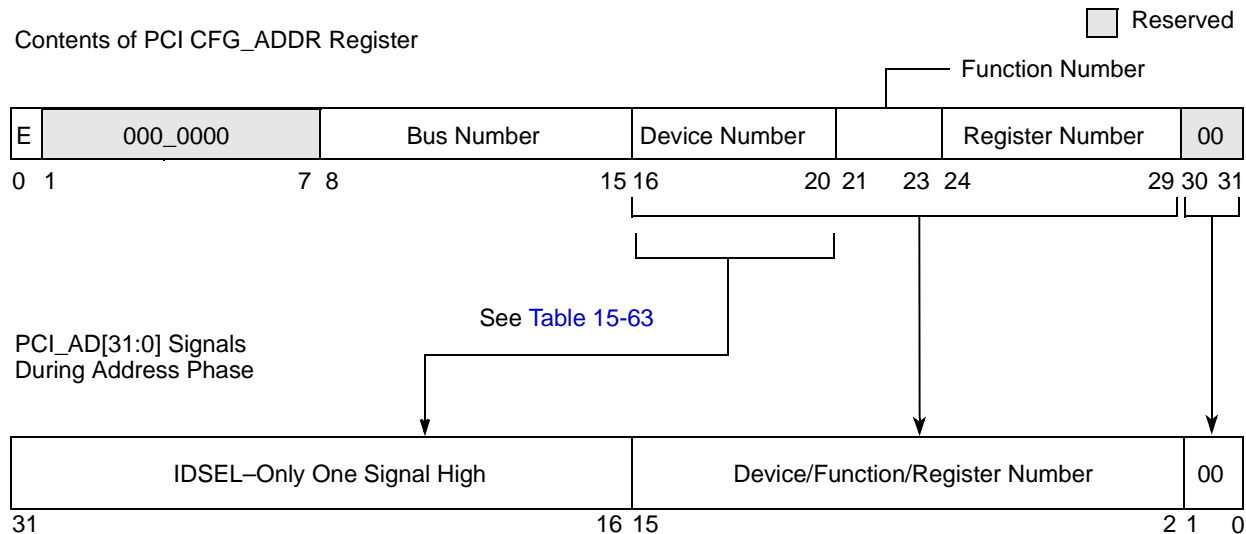 Reserved
Contents of PCI CFG_ADDR Register
Function Number
E 000_0000 Bus Number Device Number Register Number 00
0 1 7 8 15 16 20 21 23 24 29 30 31
See Table 15-63
PCI_AD[31:0] Signals
During Address Phase
IDSEL–Only One Signal High Device/Function/Register Number 00
31 16 15 2 1 0